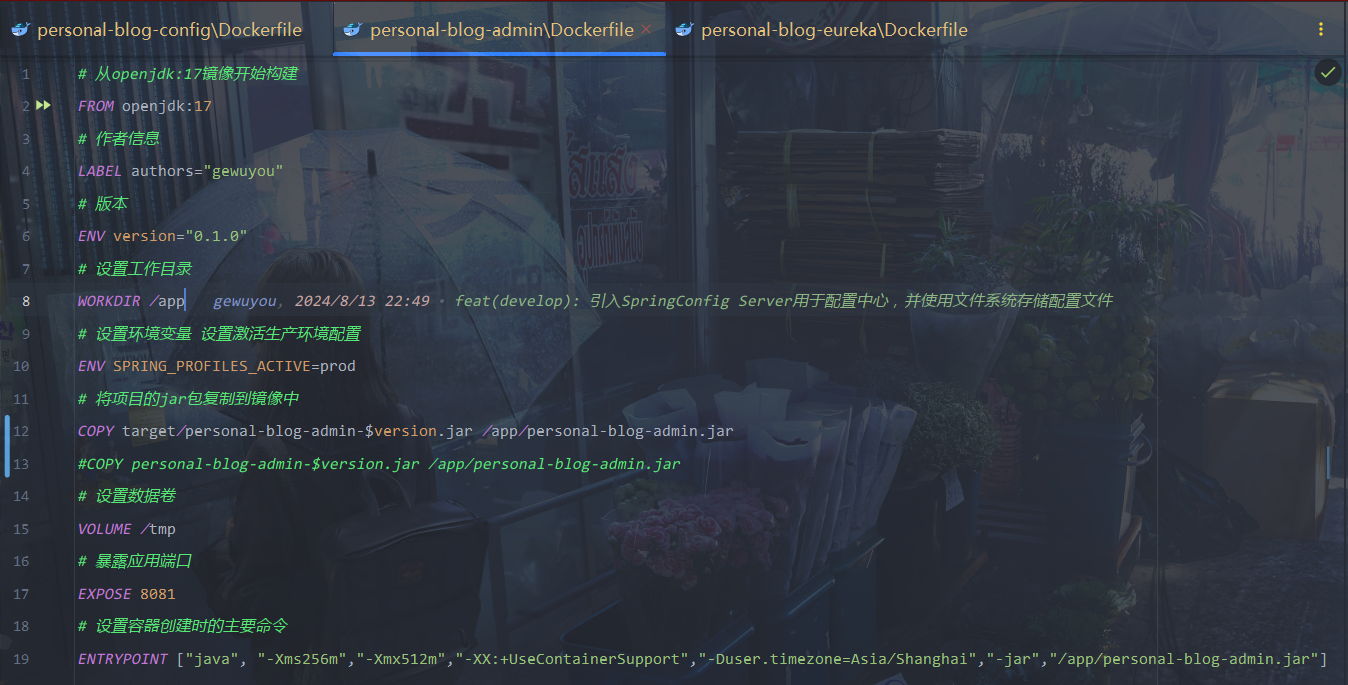 personal-blog-config\Dockerfile personal-blog-admin\Dockerfile personal-blog-eureka\Dockerfile
1 # 从openjdk:17镜像开始构建
2 FROM openjdk:17
3 # 作者信息
4 LABEL authors="gewuyou"
5 # 版本
6 ENV version="0.1.0"
7 # 设置工作目录
8 WORKDIR /app gewuyou, 2024/8/13 22:49 · feat(develop): 引入SpringConfig Server用于配置中心，并使用文件系统存储配置文件
9 # 设置环境变量 设置激活生产环境配置
10 ENV SPRING_PROFILES_ACTIVE=prod
11 # 将项目的jar包复制到镜像中
12 COPY target/personal-blog-admin-$version.jar /app/personal-blog-admin.jar
13 #COPY personal-blog-admin-$version.jar /app/personal-blog-admin.jar
14 # 设置数据卷
15 VOLUME /tmp
16 # 暴露应用端口
17 EXPOSE 8081
18 # 设置容器创建时的主要命令
19 ENTRYPOINT ["java", "-Xms256m","-Xmx512m","-XX:+UseContainerSupport","-Duser.timezone=Asia/Shanghai","-jar","/app/personal-blog-admin.jar"]